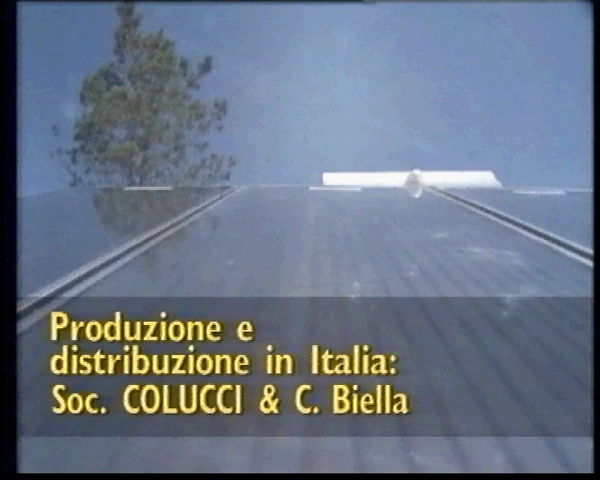 Produzione e
distribuzione in Italia:
Soc. COLUCCI & C. Biella